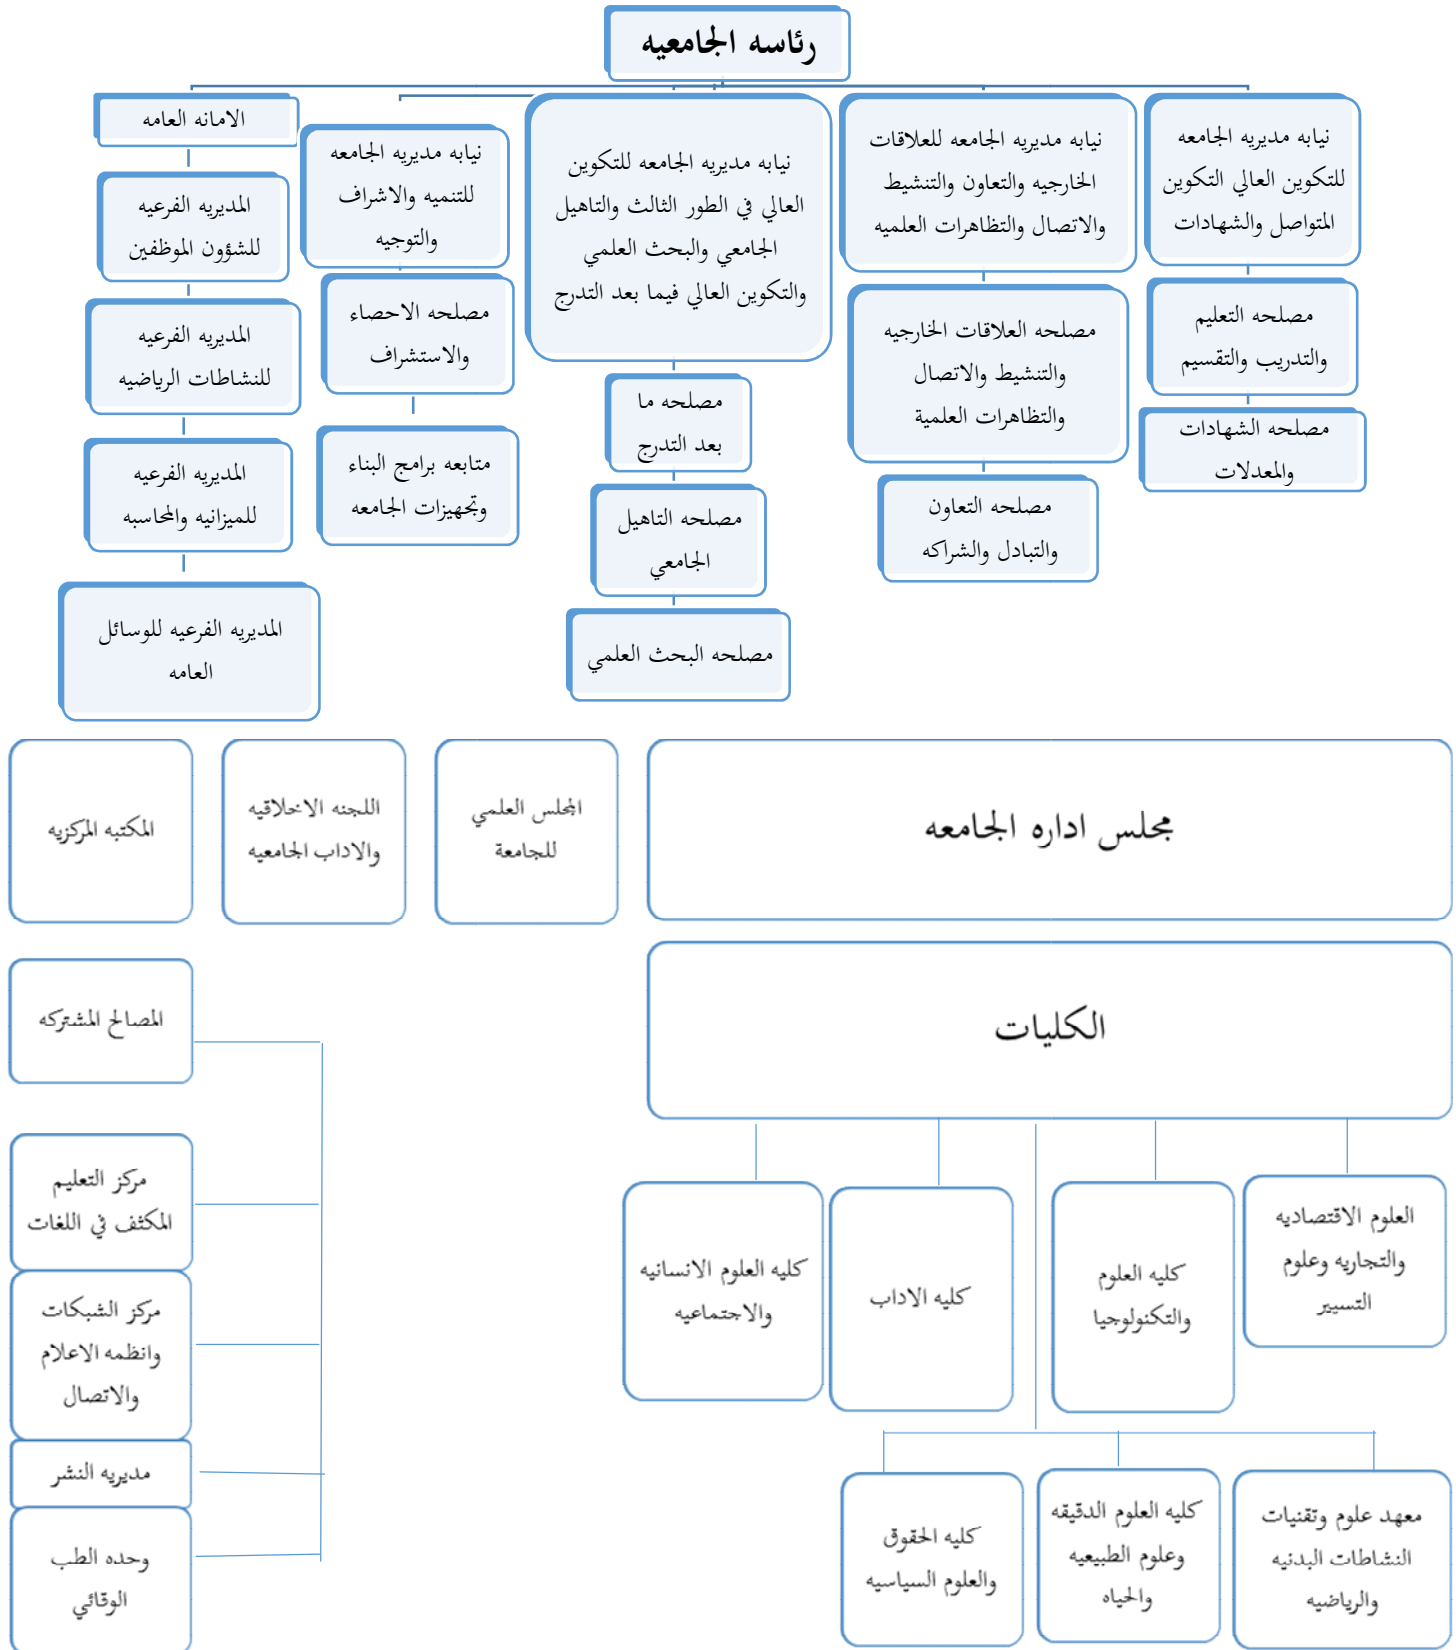 رئاسه الجامعيه
نيابه مديريه الجامعه
للتكوين العالي التكوين
المتواصل والشهادات
مصلحه التعليم
والتدريب والتقسيم
مصلحه الشهادات
والمعدلات
نيابه مديريه الجامعه للعلاقات
الخارجيه والتعاون والتنشيط
والاتصال والتظاهرات العلميه
مصلحه العلاقات الخارجيه
والتنشيط والاتصال
والتظاهرات العلمية
مصلحه التعاون
والتبادل والشراكه
نيابه مديريه الجامعه للتكوين
العالي في الطور الثالث والتاهيل
الجامعي والبحث العلمي
والتكوين العالي فيما بعد التدرج
مصلحه ما
بعد التدرج
مصلحه التاهيل
الجامعي
مصلحه البحث العلمي
نيابه مديريه الجامعه
للتنميه والاشراف
والتوجيه
مصلحه الاحصاء
والاستشراف
متابعه برامج البناء
وتجهيزات الجامعه
الامانه العامه
المديريه الفرعيه
للشؤون الموظفين
المديريه الفرعيه
للنشاطات الرياضيه
المديريه الفرعيه
للميزانيه والمحاسبه
المديريه الفرعيه للوسائل
العامه
مجلس اداره الجامعه
المجلس العلمي
للجامعة
اللجنه الاخلاقيه
والاداب الجامعيه
المكتبه المركزيه
الكليات
العلوم الاقتصاديه
والتجاريه وعلوم
التسيير
كليه العلوم
والتكنولوجيا
كليه الاداب
كليه العلوم الانسانيه
والاجتماعيه
معهد علوم وتقنيات
النشاطات البدنيه
والرياضيه
كليه العلوم الدقيقه
وعلوم الطبيعيه
والحياه
كليه الحقوق
والعلوم السياسيه
المصالح المشتركه
مركز التعليم
المكثف في اللغات
مركز الشبكات
وانظمه الاعلام
والاتصال
مديريه النشر
وحده الطب
الوقائي